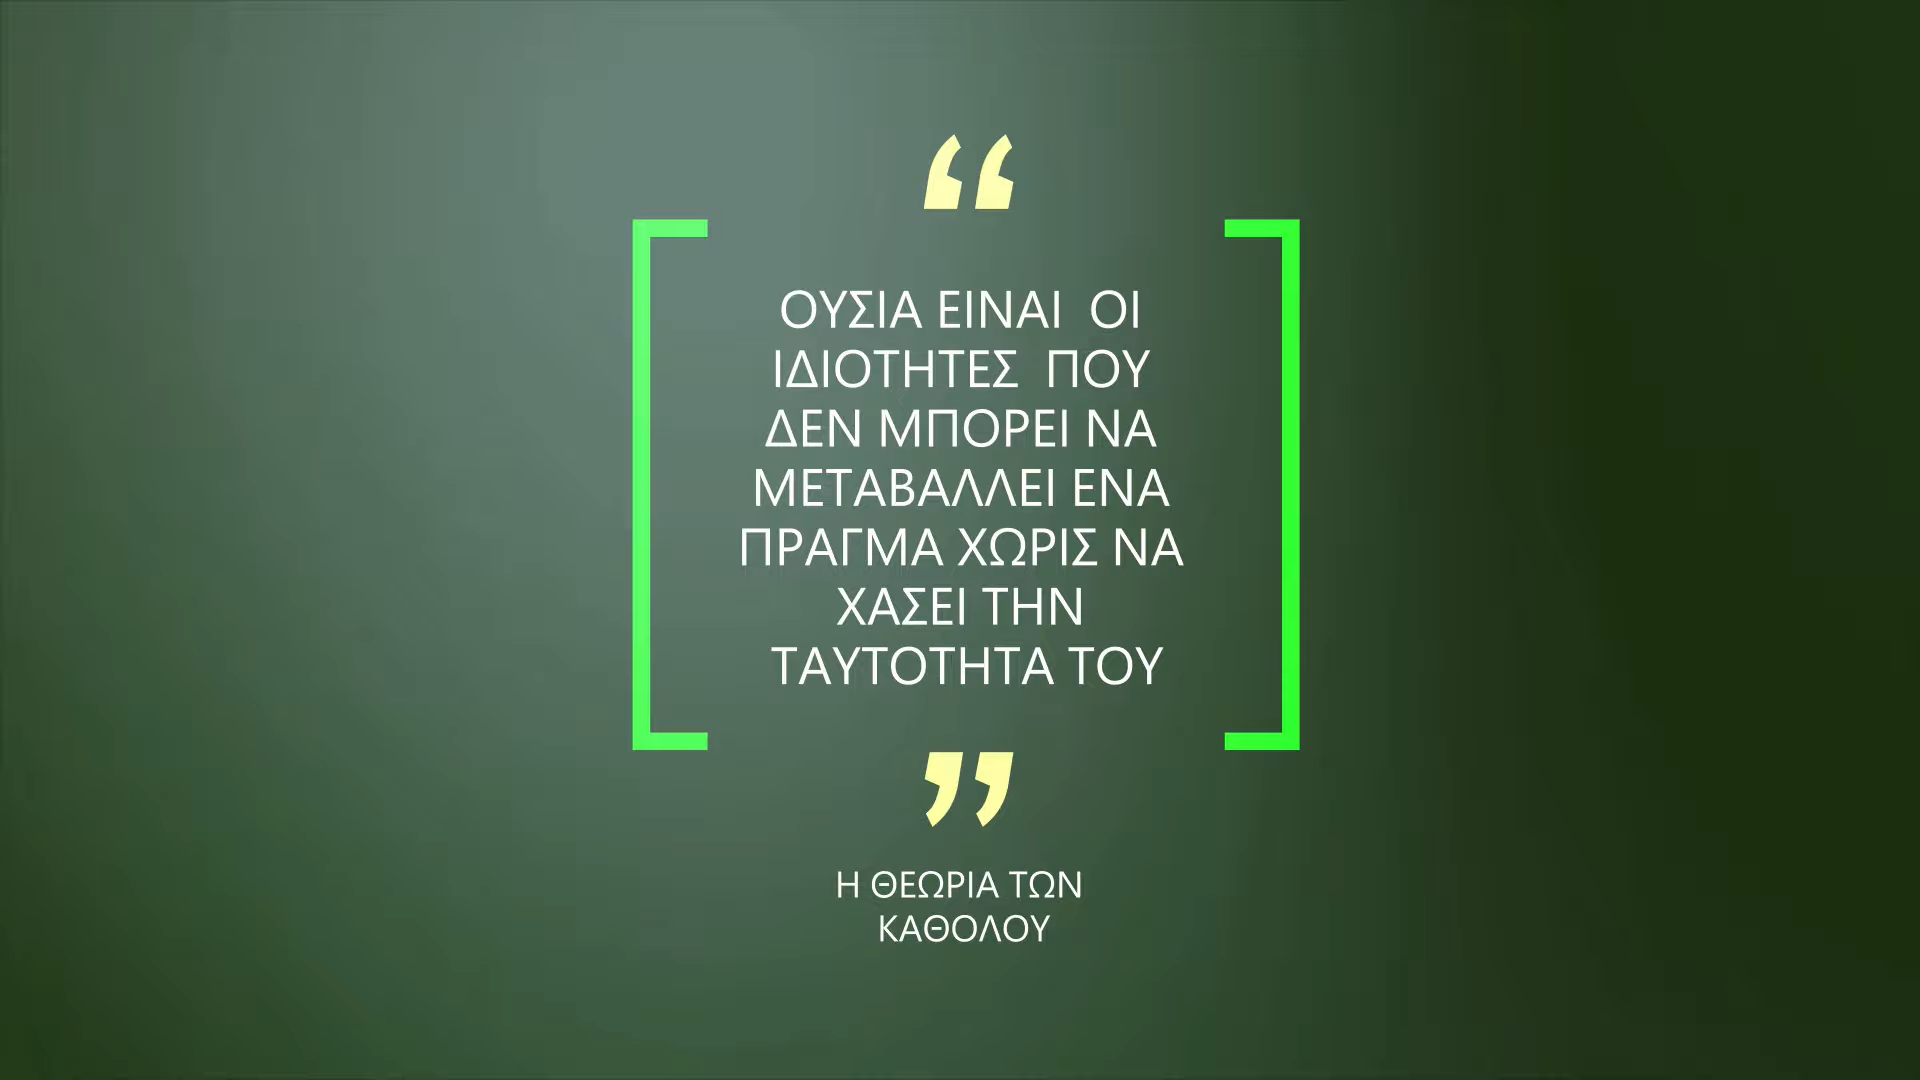 “
ΟΥΣΙΑ ΕΙΝΑΙ  ΟΙ
ΙΔΙΟΤΗΤΕΣ  ΠΟΥ
ΔΕΝ ΜΠΟΡΕΙ ΝΑ
ΜΕΤΑΒΑΛΛΕΙ ΕΝΑ
ΠΡΑΓΜΑ ΧΩΡΙΣ ΝΑ
ΧΑΣΕΙ ΤΗΝ
ΤΑΥΤΟΤΗΤΑ ΤΟΥ
”
Η ΘΕΩΡΙΑ ΤΩΝ
ΚΑΘΟΛΟΥ